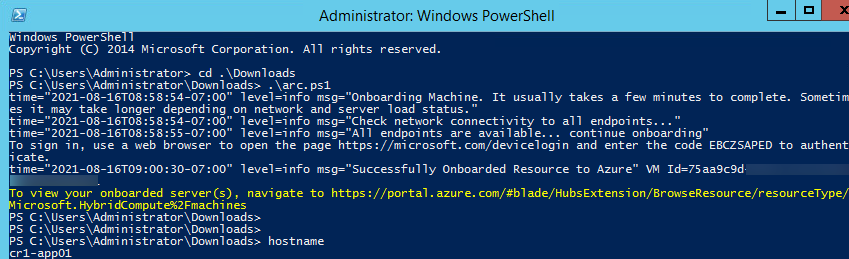 Administrator: Windows PowerShell
Windows PowerShell
Copyright (C) 2014 Microsoft Corporation. All rights reserved.
PS C:\Users\Administrator> cd .\Downloads
PS C:\Users\Administrator\Downloads> .\arc.ps1
time="2021-08-16T08:58:54-07:00" level=info msg="Onboarding Machine. It usually takes a few minutes to complete. Sometim
es it may take longer depending on network and server load status."
time="2021-08-16T08:58:54-07:00" level=info msg="Check network connectivity to all endpoints..."
time="2021-08-16T08:58:55-07:00" level=info msg="All endpoints are available... continue onboarding"
To sign in, use a web browser to open the page https://microsoft.com/devicelogin and enter the code EBCZSAPED to authent
icate.
time="2021-08-16T09:00:30-07:00" level=info msg="Successfully Onboarded Resource to Azure" VM Id=75aa9c9d-
To view your onboarded server(s), navigate to https://portal.azure.com/#blade/HubsExtension/BrowseResource/resourceType/
Microsoft.HybridCompute%2Fmachines
PS C:\Users\Administrator\Downloads>
PS C:\Users\Administrator\Downloads>
PS C:\Users\Administrator\Downloads> hostname
cr1-app01